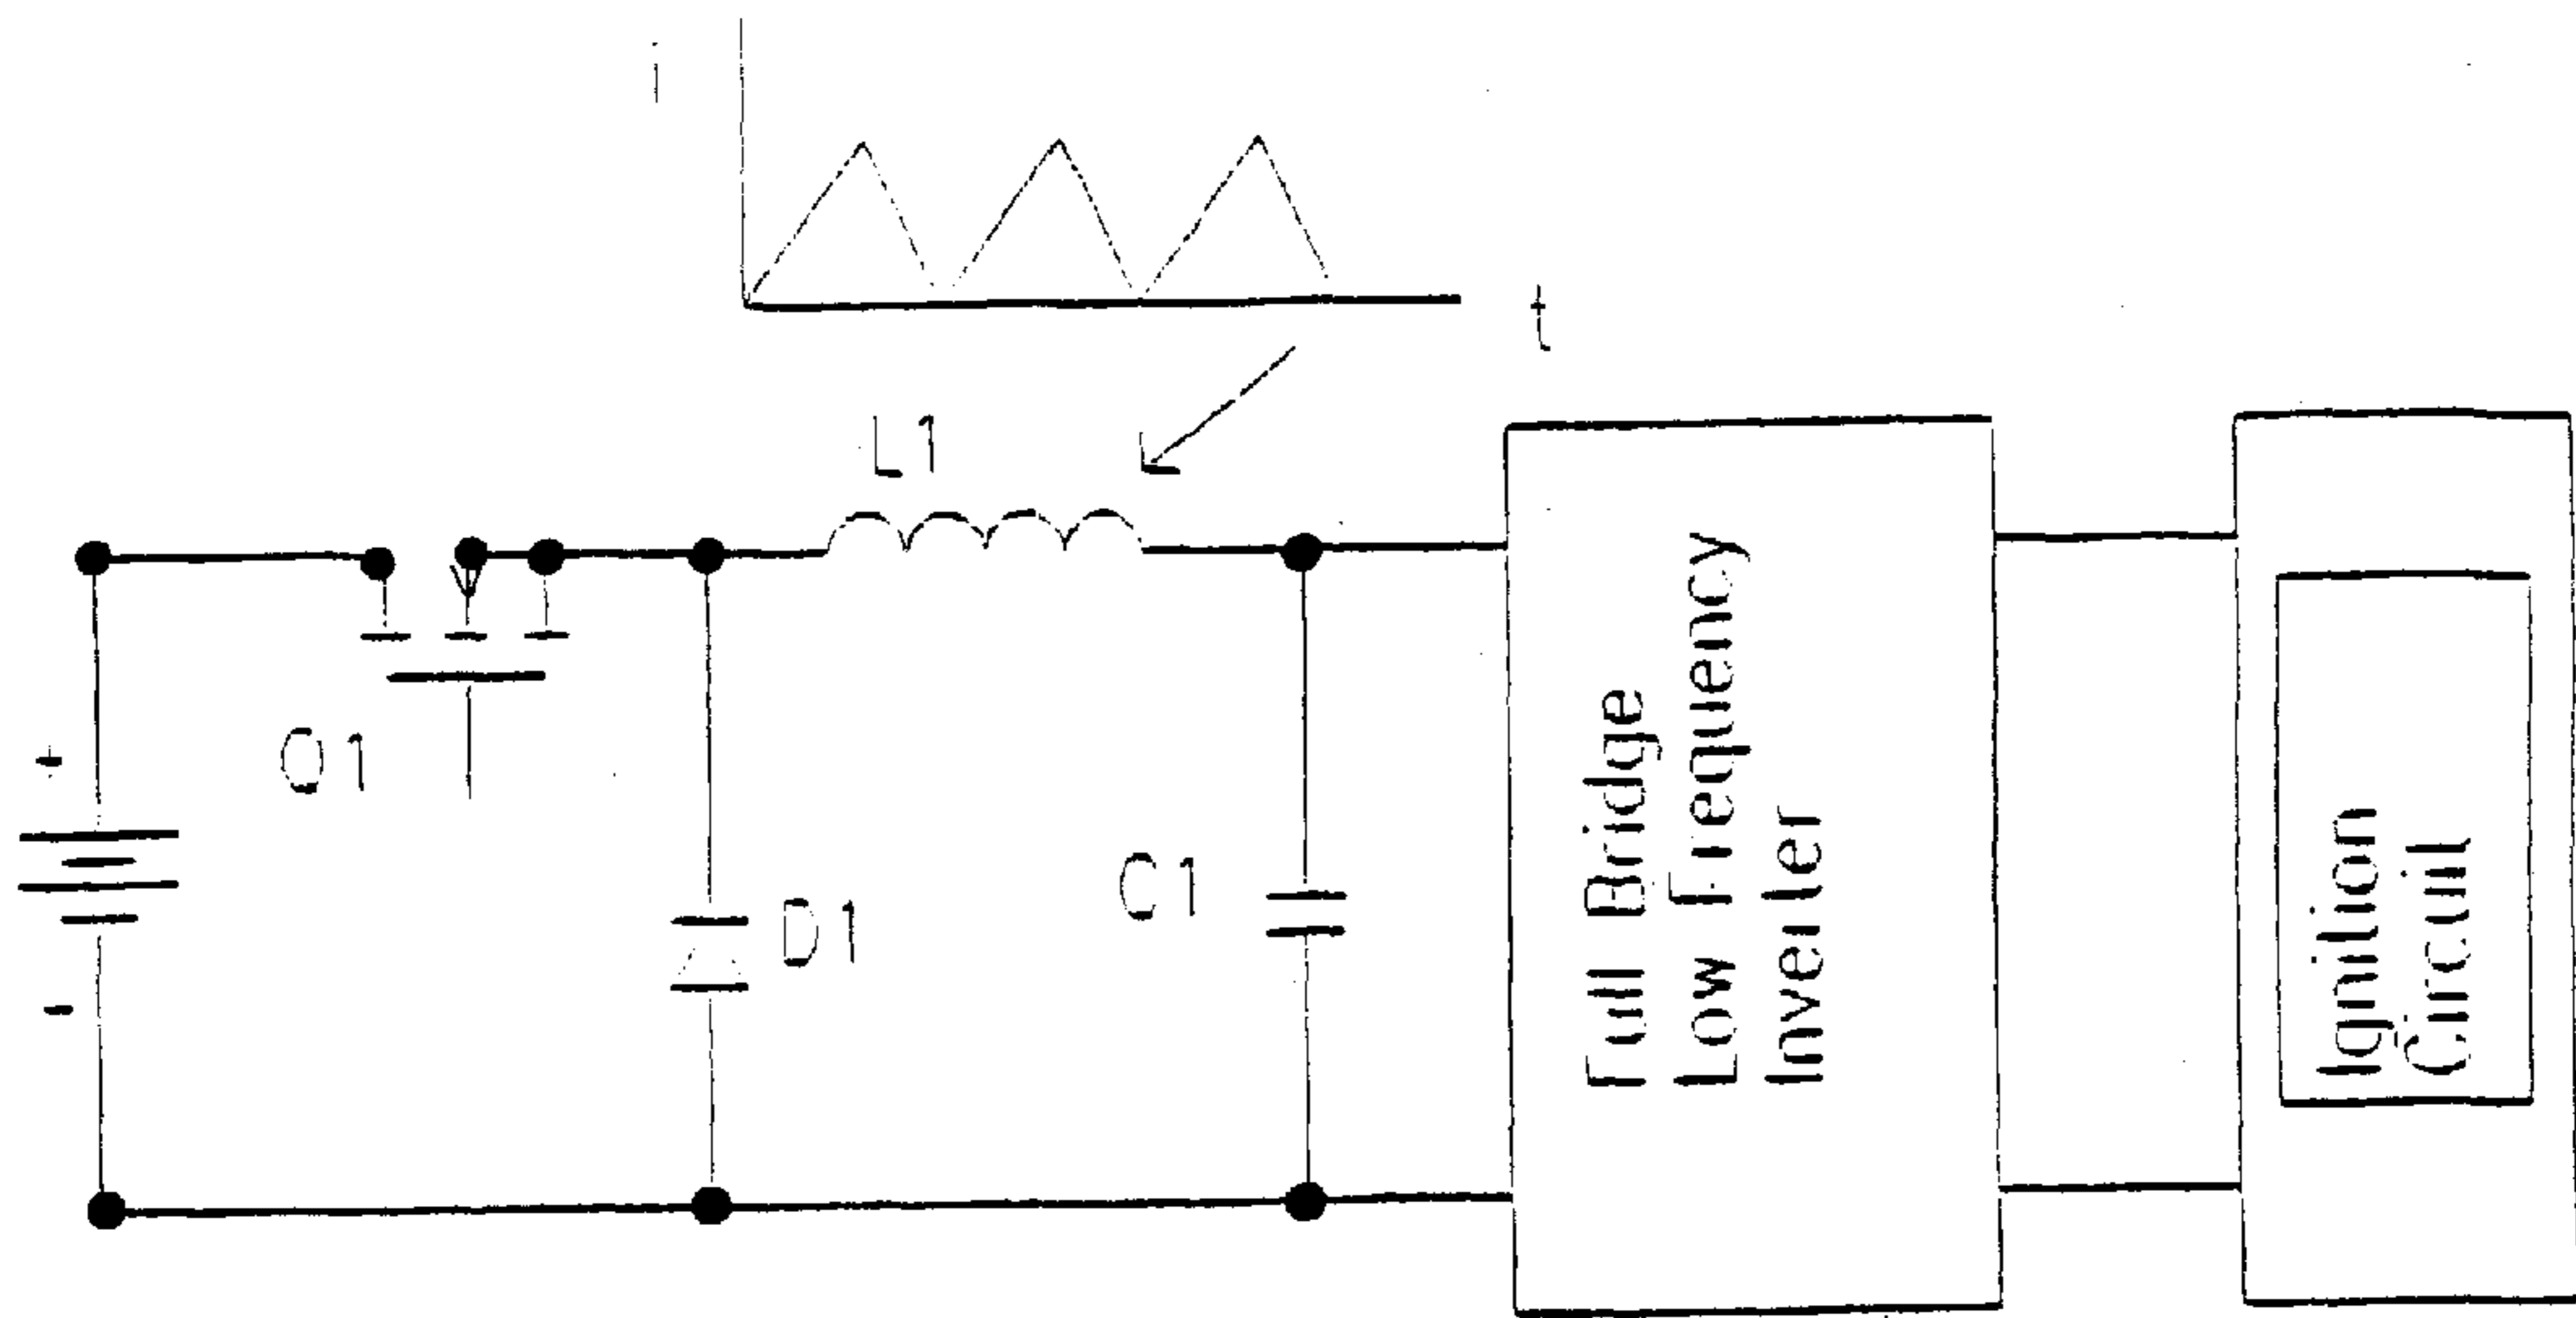 i
t
L1
Q1
+
-
D1
C1
Full Bridge
Low Frequency
Inverter
Ignition
Circuit